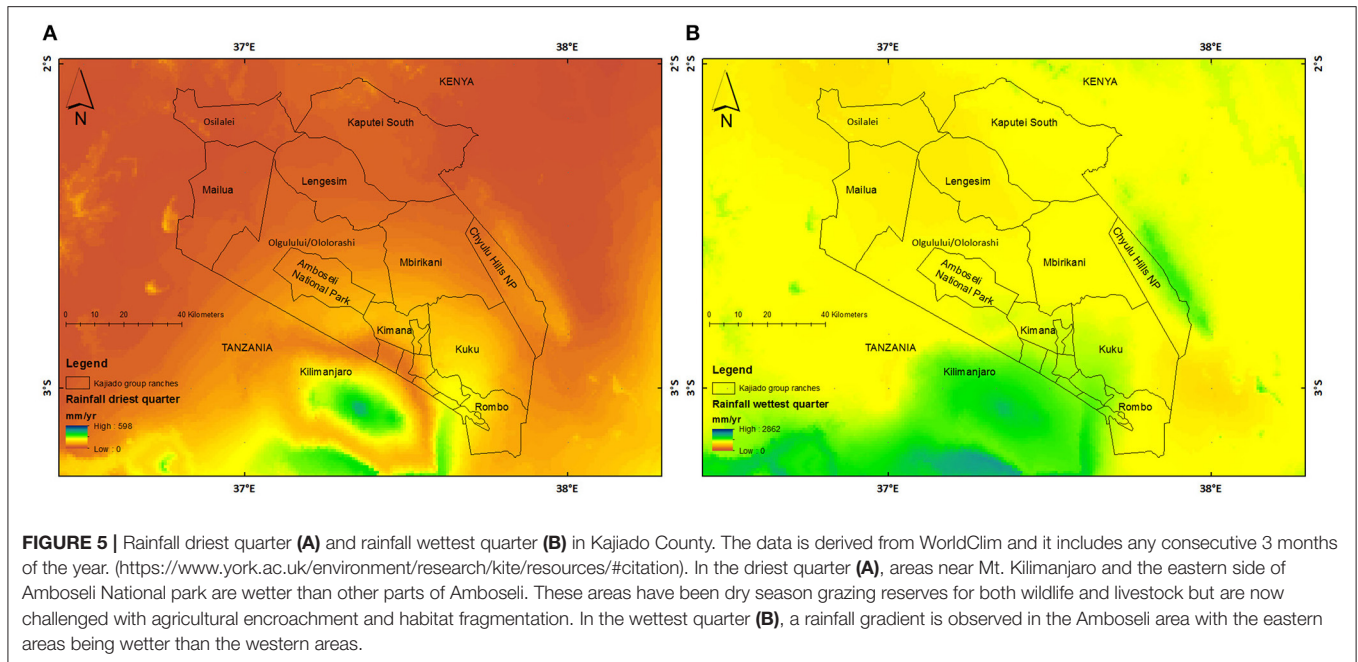 A
B
37°E
38°E
37°E
38°E
2°S
2°S
2°S
2°S
N
KENYA
Osilalei
Kaputei South
Mailua
Lengesim
Olgulului/Ololorashi
Amboseli
National Park
Mbirikani
Chyulu Hills NP
0 10 20 40 Kilometers
Kimana
Kuku
TANZANIA
Kilimanjaro
Rombo
Legend
Kajiado group ranches
Rainfall driest quarter
mm/yr
High : 598
Low : 0
3°S
3°S
37°E
38°E
N
KENYA
Osilalei
Kaputei South
Mailua
Lengesim
Olgulului/Ololorashi
Amboseli
National Park
Mbirikani
Chyulu Hills NP
0 10 20 40 Kilometers
Kimana
Kuku
TANZANIA
Kilimanjaro
Rombo
Legend
Kajiado group ranches
Rainfall wettest quarter
mm/yr
High : 2862
Low : 0
3°S
3°S
37°E
38°E
FIGURE 5 | Rainfall driest quarter (A) and rainfall wettest quarter (B) in Kajiado County. The data is derived from WorldClim and it includes any consecutive 3 months
of the year. (https://www.york.ac.uk/environment/research/kite/resources/#citation). In the driest quarter (A), areas near Mt. Kilimanjaro and the eastern side of
Amboseli National park are wetter than other parts of Amboseli. These areas have been dry season grazing reserves for both wildlife and livestock but are now
challenged with agricultural encroachment and habitat fragmentation. In the wettest quarter (B), a rainfall gradient is observed in the Amboseli area with the eastern
areas being wetter than the western areas.